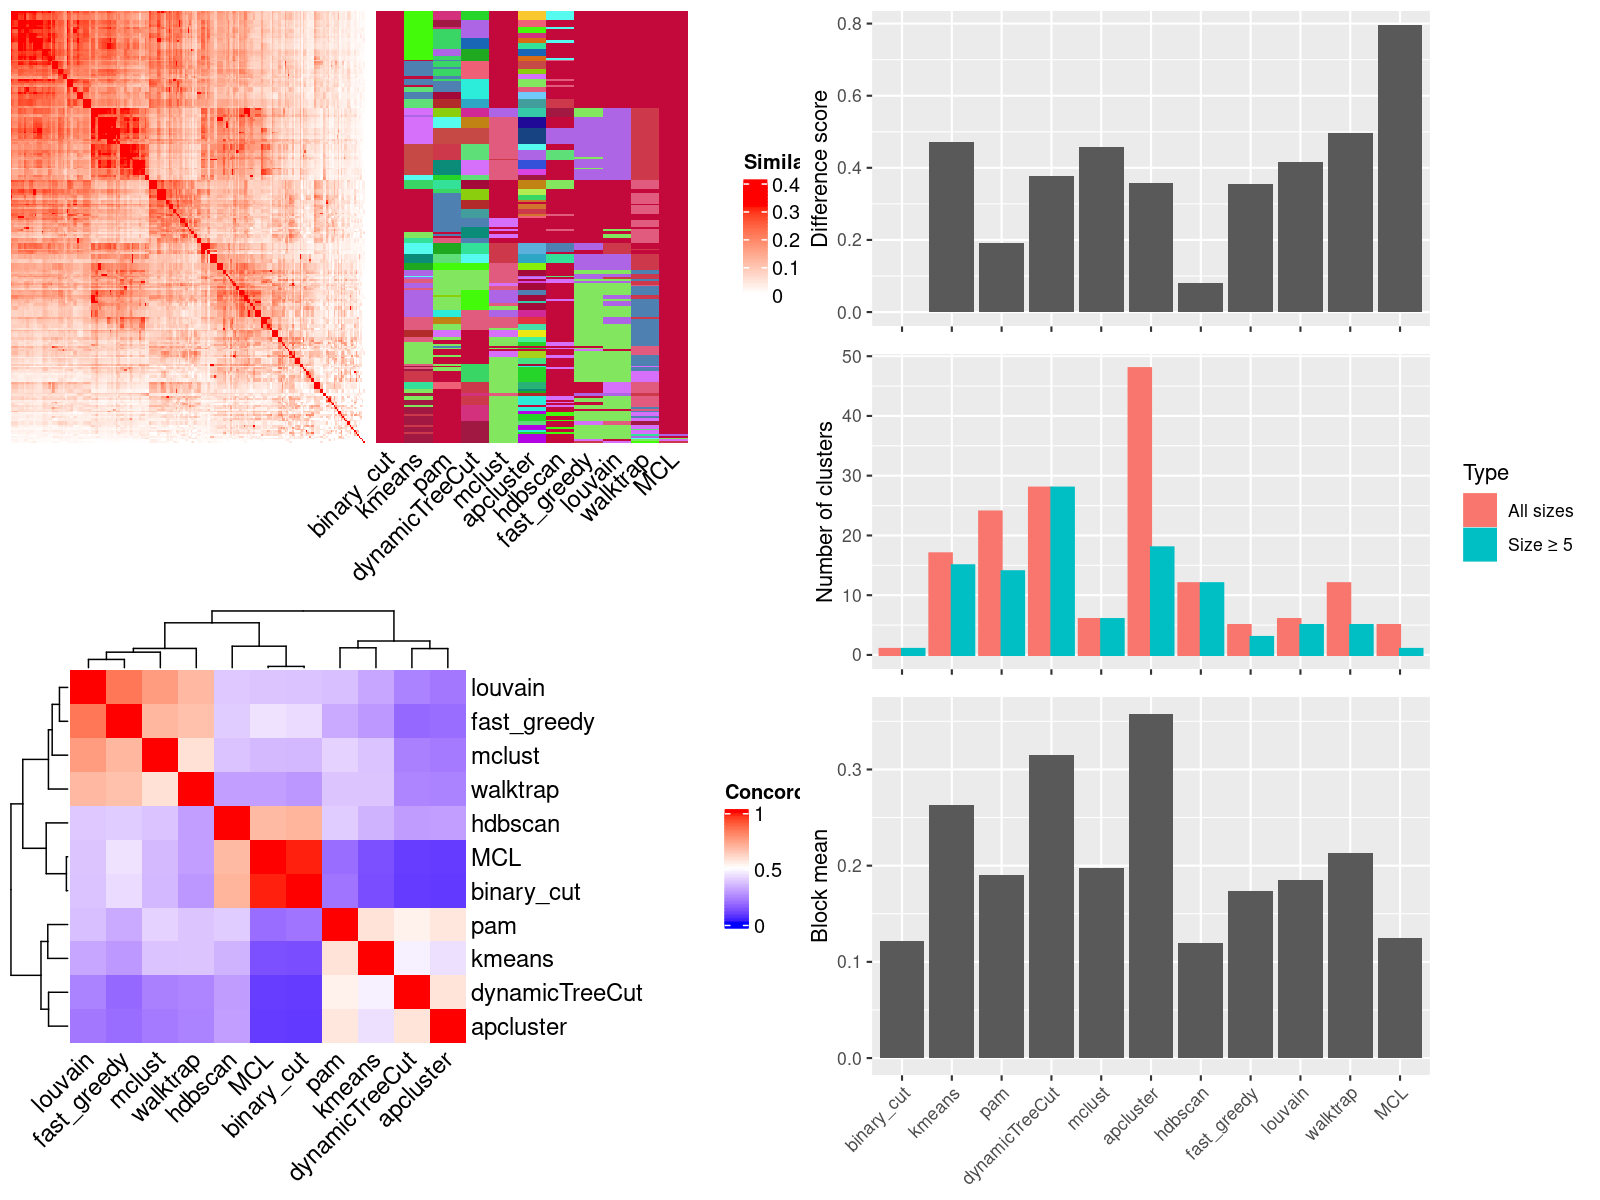 Simila
0.4
0.3
0.2
0.1
0
binary_cut
kmeans
pam
dynamicTreeCut
mclust
apcluster
hdbscan
fast_greedy
louvain
walktrap
MCL
louvain
fast_greedy
mclust
walktrap
hdbscan
MCL
binary_cut
pam
kmeans
dynamicTreeCut
apcluster
louvain
fast_greedy
mclust
walktrap
hdbscan
MCL
binary_cut
pam
kmeans
dynamicTreeCut
apcluster
Concord
1
0.5
0
Difference score
0.8
0.6
0.4
0.2
0.0
Number of clusters
50
40
30
20
10
0
Type
All sizes
Size ≥ 5
Block mean
0.3
0.2
0.1
0.0
binary_cut
kmeans
pam
dynamicTreeCut
mclust
apcluster
hdbscan
fast_greedy
louvain
walktrap
MCL